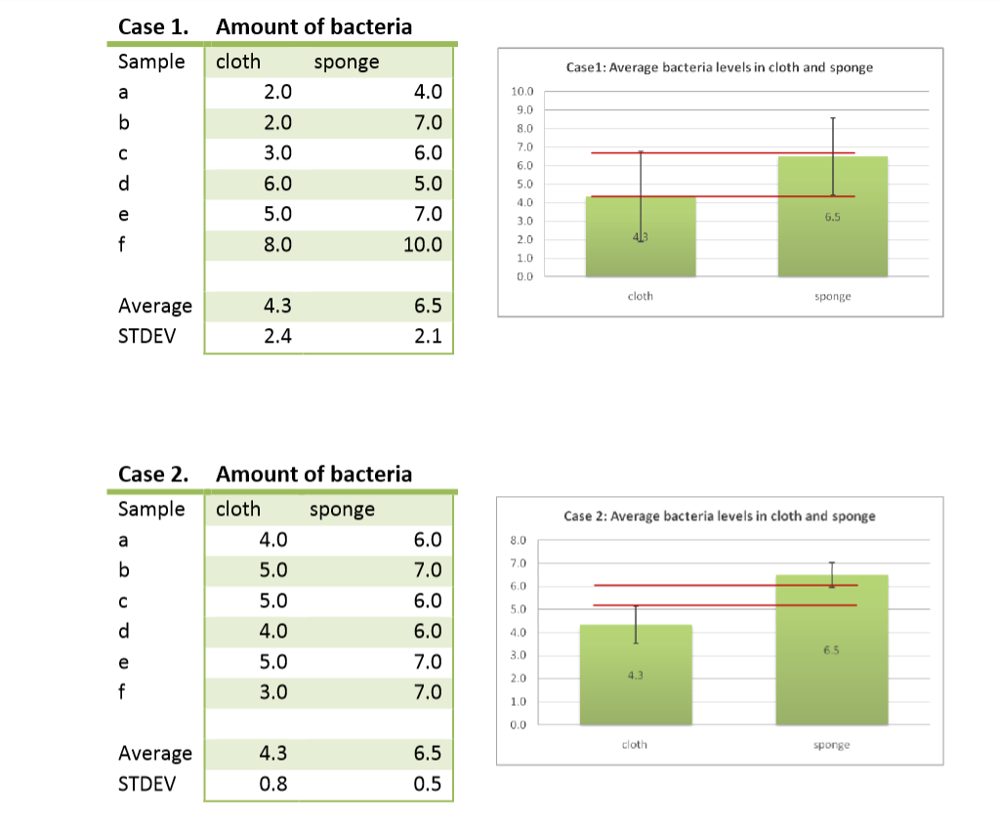 Case 1. Amount of bacteria
Sample cloth sponge
a 2.0 4.0
b 2.0 7.0
c 3.0 6.0
d 6.0 5.0
e 5.0 7.0
f 8.0 10.0
Average 4.3 6.5
STDEV 2.4 2.1
Case1: Average bacteria levels in cloth and sponge
10.0
9.0
8.0
7.0
6.0
5.0
4.0
3.0
2.0
1.0
0.0
4.3
6.5
cloth sponge
Case 2. Amount of bacteria
Sample cloth sponge
a 4.0 6.0
b 5.0 7.0
c 5.0 6.0
d 4.0 6.0
e 5.0 7.0
f 3.0 7.0
Average 4.3 6.5
STDEV 0.8 0.5
Case 2: Average bacteria levels in cloth and sponge
8.0
7.0
6.0
5.0
4.0
3.0
2.0
1.0
0.0
4.3
6.5
cloth sponge